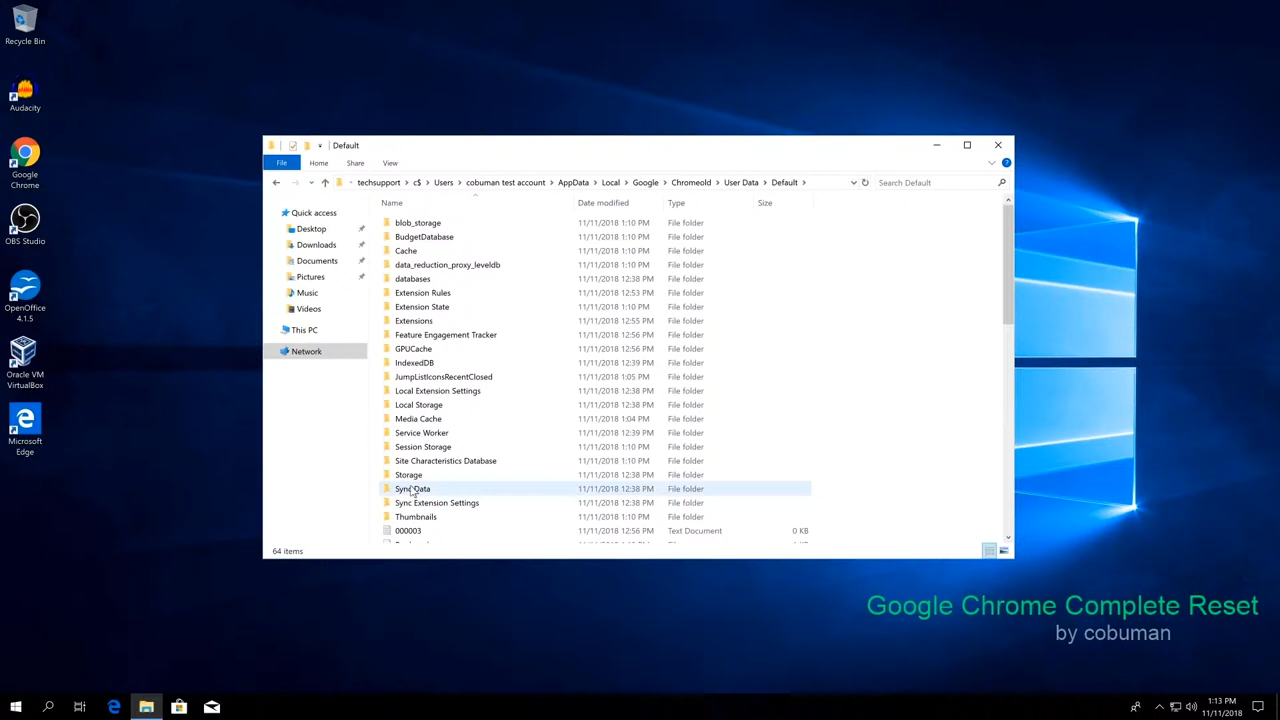 Recycle Bin
Audacity
Google
Chrome
OBS Studio
OpenOffice
4.1.5
Oracle VM
VirtualBox
Microsoft
Edge
Default
File Home Share View
techsupport > c$ > Users > cobuman test account > AppData > Local > Google > Chromeold > User Data > Default >
Search Default
Quick access
Desktop
Downloads
Documents
Pictures
Music
Videos
This PC
Network
Name Date modified Type Size
blob_storage 11/11/2018 1:10 PM File folder
BudgetDatabase 11/11/2018 1:10 PM File folder
Cache 11/11/2018 1:10 PM File folder
data_reduction_proxy_leveldb 11/11/2018 1:10 PM File folder
databases 11/11/2018 12:38 PM File folder
Extension Rules 11/11/2018 12:53 PM File folder
Extension State 11/11/2018 1:10 PM File folder
Extensions 11/11/2018 12:55 PM File folder
Feature Engagement Tracker 11/11/2018 12:56 PM File folder
GPUCache 11/11/2018 12:56 PM File folder
IndexedDB 11/11/2018 12:39 PM File folder
JumpListIconsRecentClosed 11/11/2018 1:05 PM File folder
Local Extension Settings 11/11/2018 12:38 PM File folder
Local Storage 11/11/2018 12:38 PM File folder
Media Cache 11/11/2018 1:04 PM File folder
Service Worker 11/11/2018 12:39 PM File folder
Session Storage 11/11/2018 1:10 PM File folder
Site Characteristics Database 11/11/2018 1:10 PM File folder
Storage 11/11/2018 12:38 PM File folder
Sync Data 11/11/2018 12:38 PM File folder
Sync Extension Settings 11/11/2018 12:38 PM File folder
Thumbnails 11/11/2018 1:10 PM File folder
000003 11/11/2018 12:56 PM Text Document 0 KB
64 items
Google Chrome Complete Reset
by cobuman
1:13 PM
11/11/2018